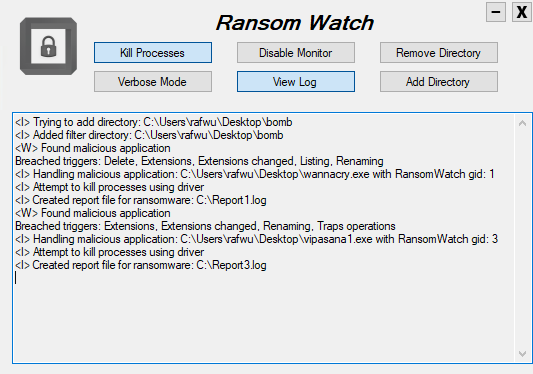 Ransom Watch
– X
Kill Processes Disable Monitor Remove Directory
Verbose Mode View Log Add Directory
<I> Trying to add directory: C:\Users\rafwu\Desktop\bomb
<I> Added filter directory: C:\Users\rafwu\Desktop\bomb
<W> Found malicious application
Breached triggers: Delete, Extensions, Extensions changed, Listing, Renaming
<I> Handling malicious application: C:\Users\rafwu\Desktop\wannacry.exe with RansomWatch gid: 1
<I> Attempt to kill processes using driver
<I> Created report file for ransomware: C:\Report1.log
<W> Found malicious application
Breached triggers: Extensions, Extensions changed, Renaming, Traps operations
<I> Handling malicious application: C:\Users\rafwu\Desktop\vipasana1.exe with RansomWatch gid: 3
<I> Attempt to kill processes using driver
<I> Created report file for ransomware: C:\Report3.log